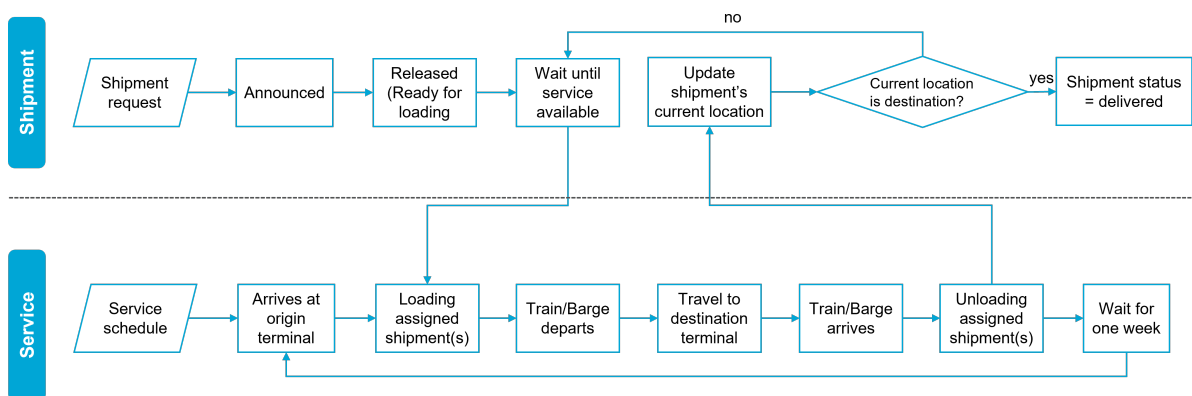 Shipment
no
Shipment
request
Announced
Released
(Ready for
loading
Wait until
service
available
Update
shipment's
current location
Current location
is destination?
yes
Shipment status
= delivered
Service
Service
schedule
Arrives at
origin
terminal
Loading
assigned
shipment(s)
Train/Barge
departs
Travel to
destination
terminal
Train/Barge
arrives
Unloading
assigned
shipment(s)
Wait for
one week